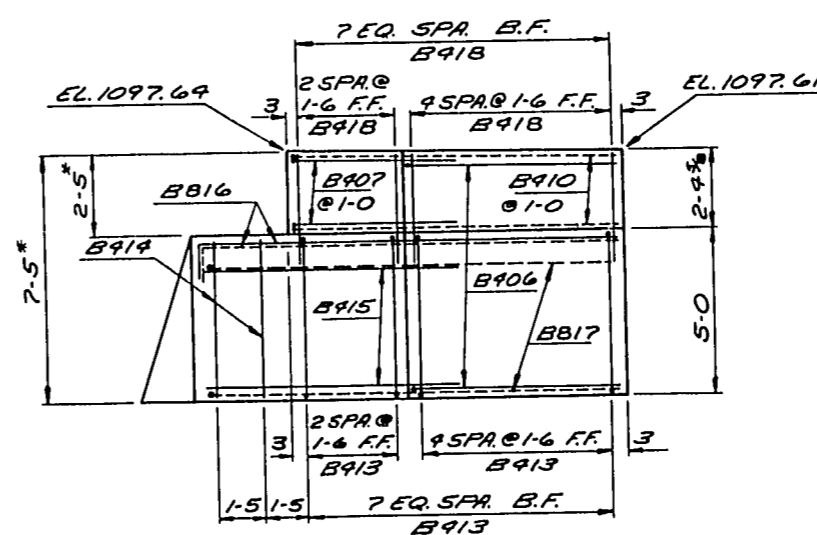 7 EQ. SPA. B.F.
B418
2 SPA.@
1-6 F.F.
B418
4 SPA.@ 1-6 F.F.
B418
EL.1097.64
EL.1097.61
3
3
2-5*
7-5*
B816
B414
B407
@ 1-0
B410
@ 1-0
B406
B415
B817
2-4*
5-0
3
2 SPA.@
1-6 F.F.
B413
4 SPA.@ 1-6 F.F.
B413
3
1-5
1-5
7 EQ. SPA. B.F.
B413